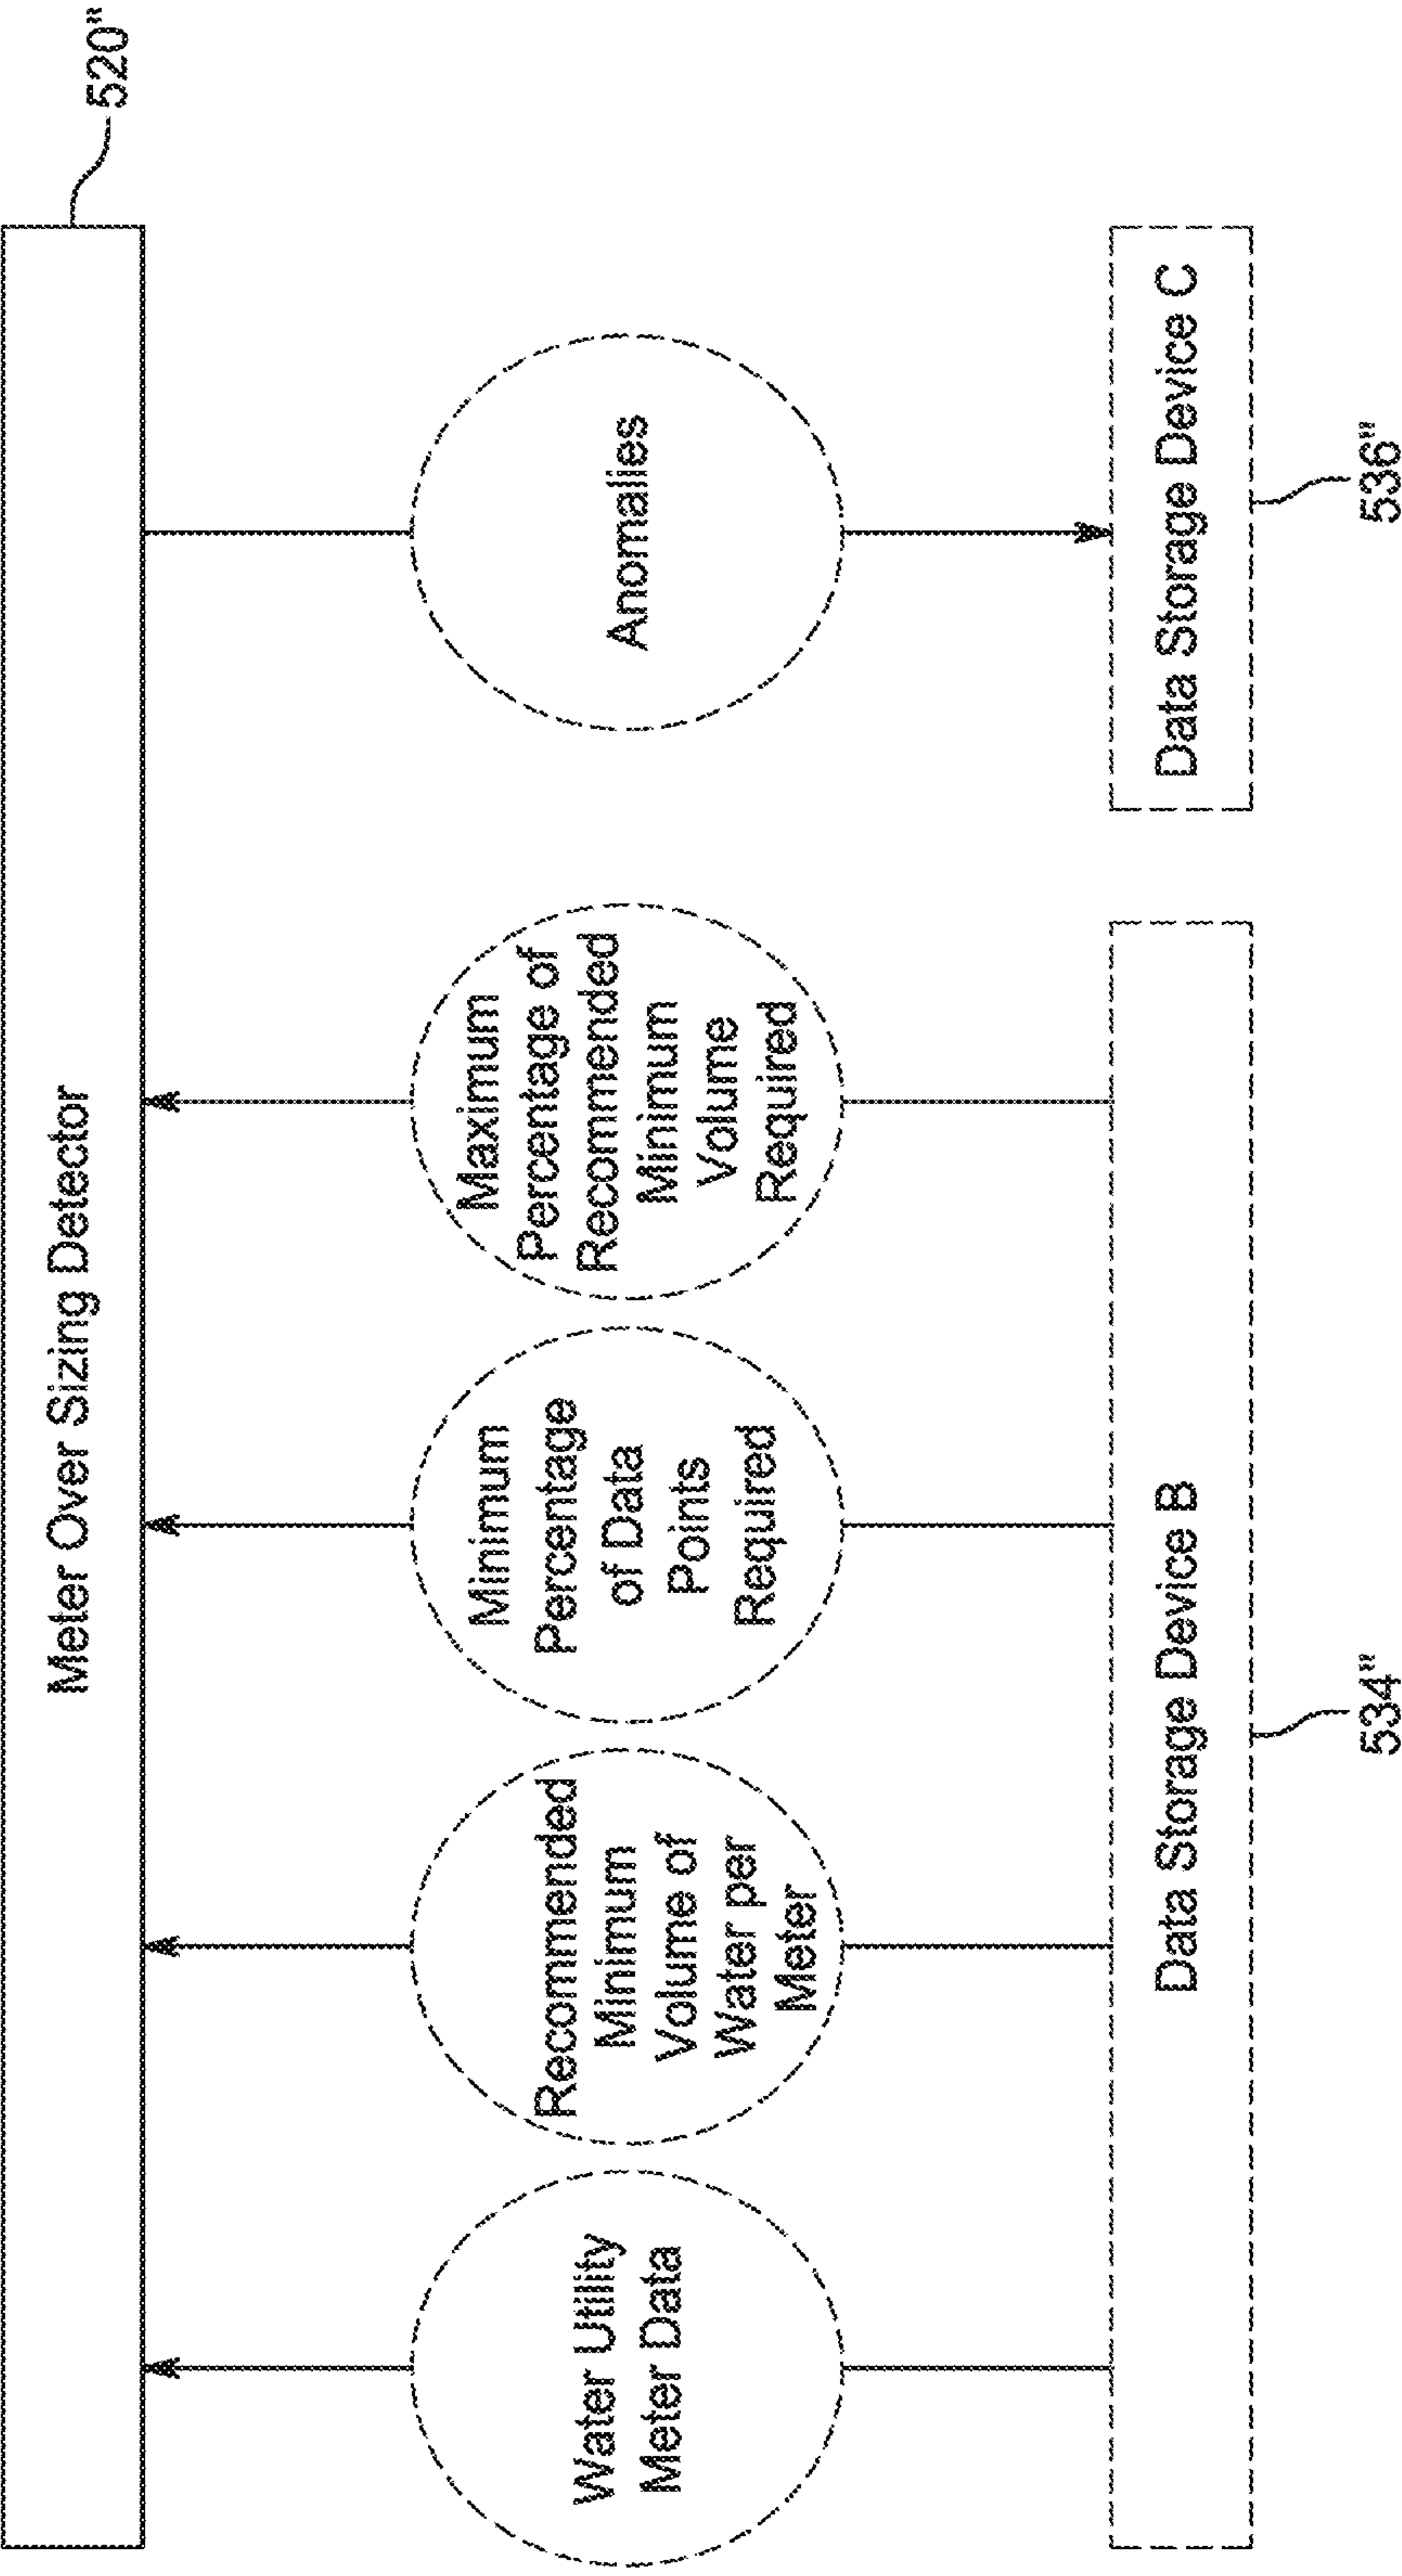 Meter Over Sizing Detector
520"
Water Utility
Meter Data
Recommended
Minimum
Volume of
Water per
Meter
Minimum
Percentage
of Data
Points
Required
Maximum
Percentage of
Recommended
Minimum
Volume
Required
Anomalies
Data Storage Device B
Data Storage Device C
534"
536"